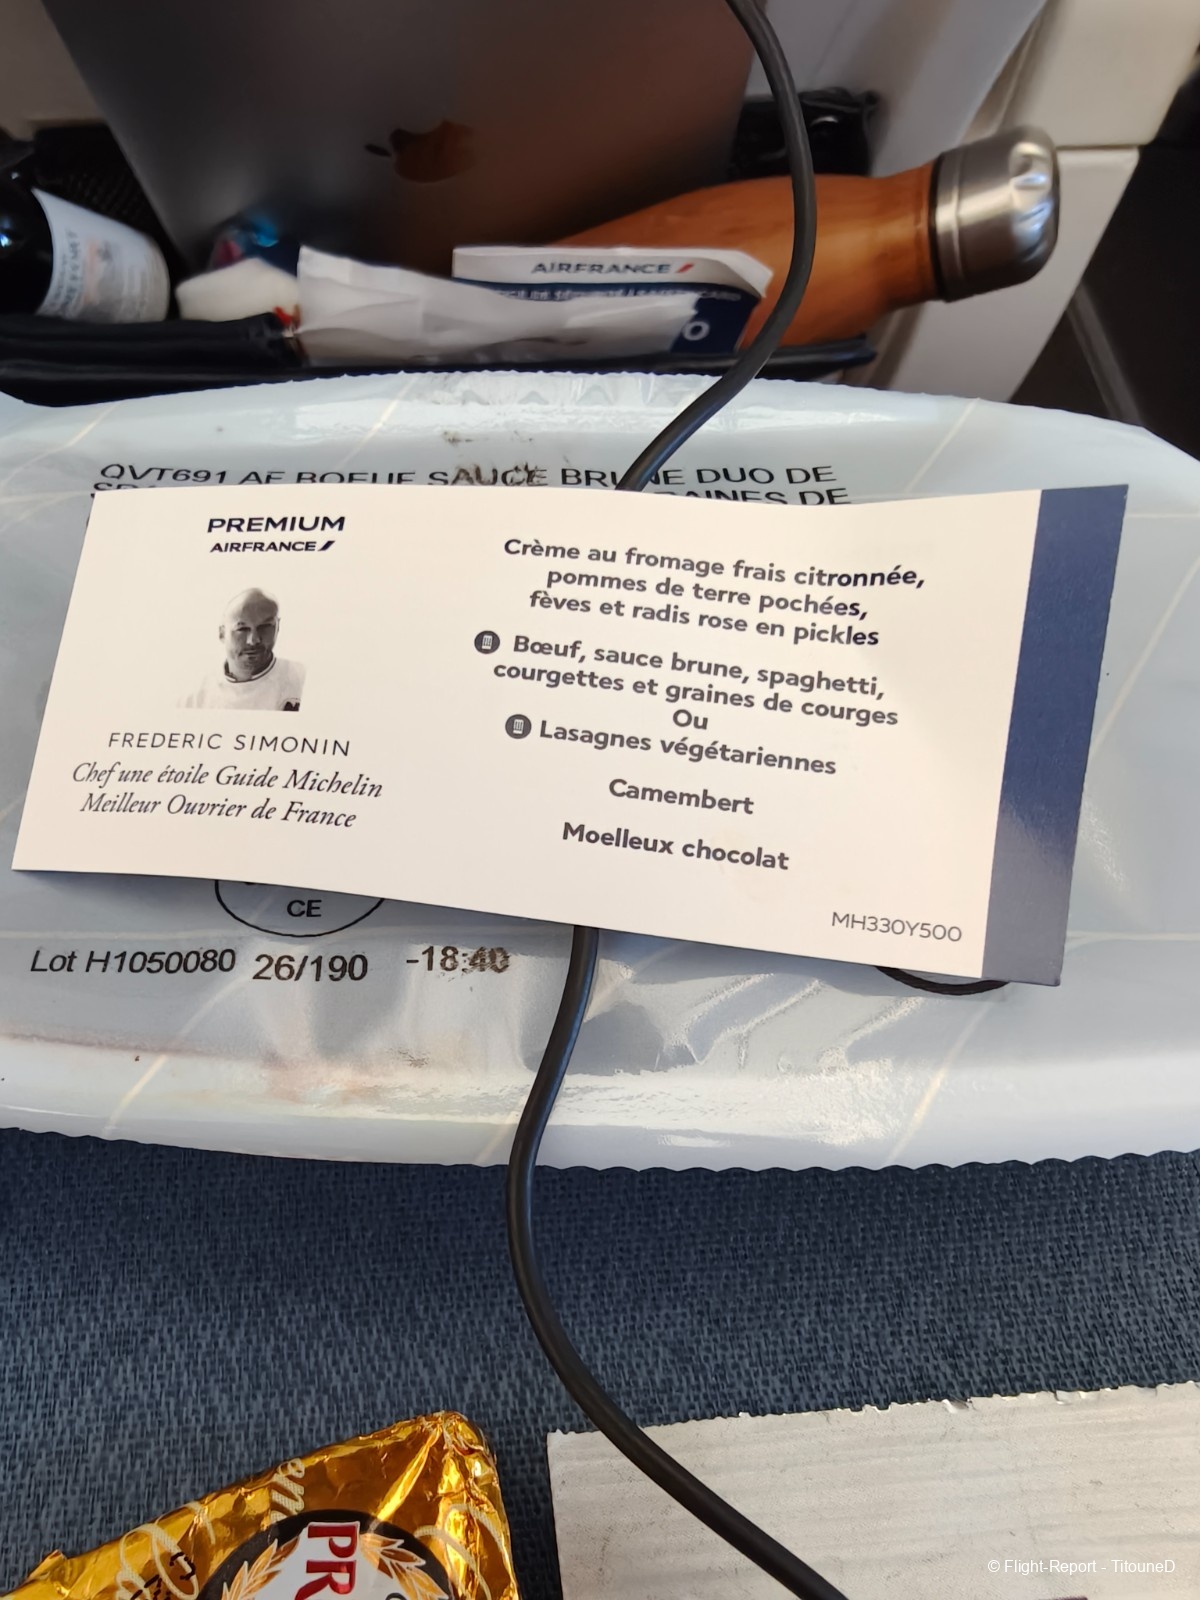 AIRFRANCE
QVT691 AF BOEUF SAUCE BRUNE DUO DE
GRAINES DE
PREMIUM
AIRFRANCE
FREDERIC SIMONIN
Chef une étoile Guide Michelin
Meilleur Ouvrier de France
Crème au fromage frais citronnée,
pommes de terre pochées,
fèves et radis rose en pickles
Bœuf, sauce brune, spaghetti,
courgettes et graines de courges
Ou
Lasagnes végétariennes
Camembert
Moelleux chocolat
MH330Y500
CE
Lot H1050080 26/190 -18:40
PR
© Flight-Report - TitouneD